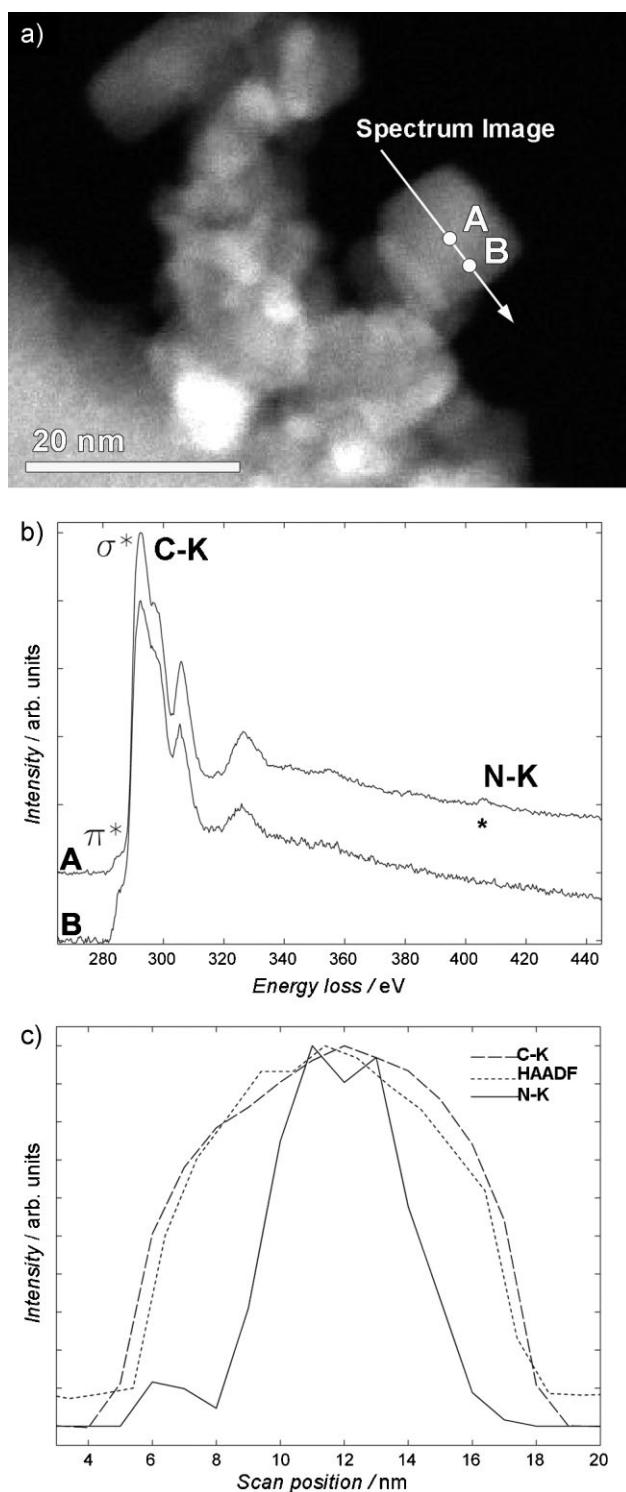 a)
Spectrum Image
A
B
20 nm
b)
σ* C-K
N-K
*
π*
A
B
Intensity / arb. units
280 300 320 340 360 380 400 420 440
Energy loss / eV
c)
C-K
HAADF
N-K
Intensity / arb. units
4 6 8 10 12 14 16 18 20
Scan position / nm